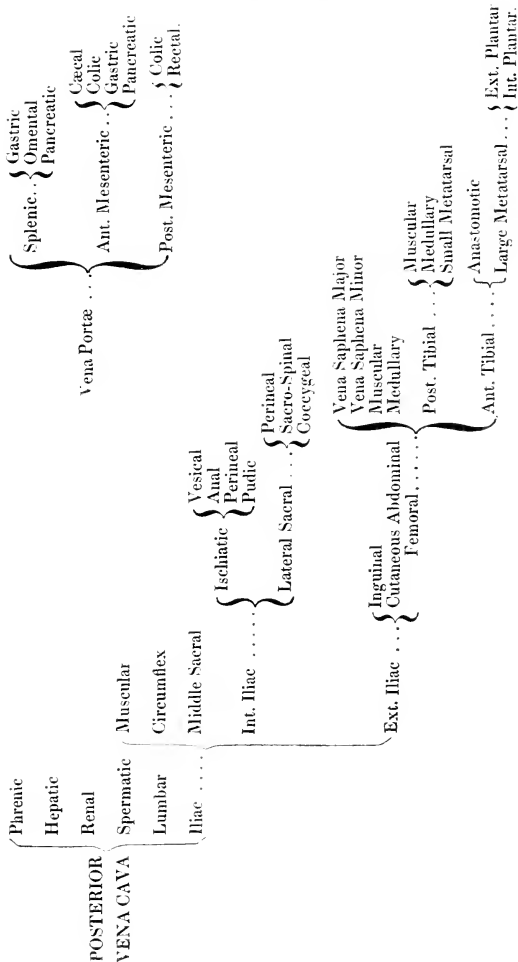 POSTERIOR
VENA CAVA
Phrenic
Hepatic
Renal
Spermatic
Lumbar
Iliac ....
Muscular
Circumflex
Middle Sacral
Int. Iliac ......
Ischiatic
Vesical
Anal
Perineal
Pudic
Lateral Sacral ....
Perineal
Sacro-Spinal
Coccygeal
Ext. Iliac ...
Inguinal
Cutaneous Abdominal
Femoral......
Vena Saphena Major
Vena Saphena Minor
Muscular
Medullary
Post. Tibial ....
Muscular
Medullary
Small Metatarsal
Ant. Tibial.....
Anastomotic
Large Metatarsal....
Ext. Plantar
Int. Plantar.
Vena Portæ ....
Splenic..
Gastric
Omental
Pancreatic
Ant. Mesenteric ..
Cæcal
Colic
Gastric
Pancreatic
Post. Mesenteric ...
Colic
Rectal.